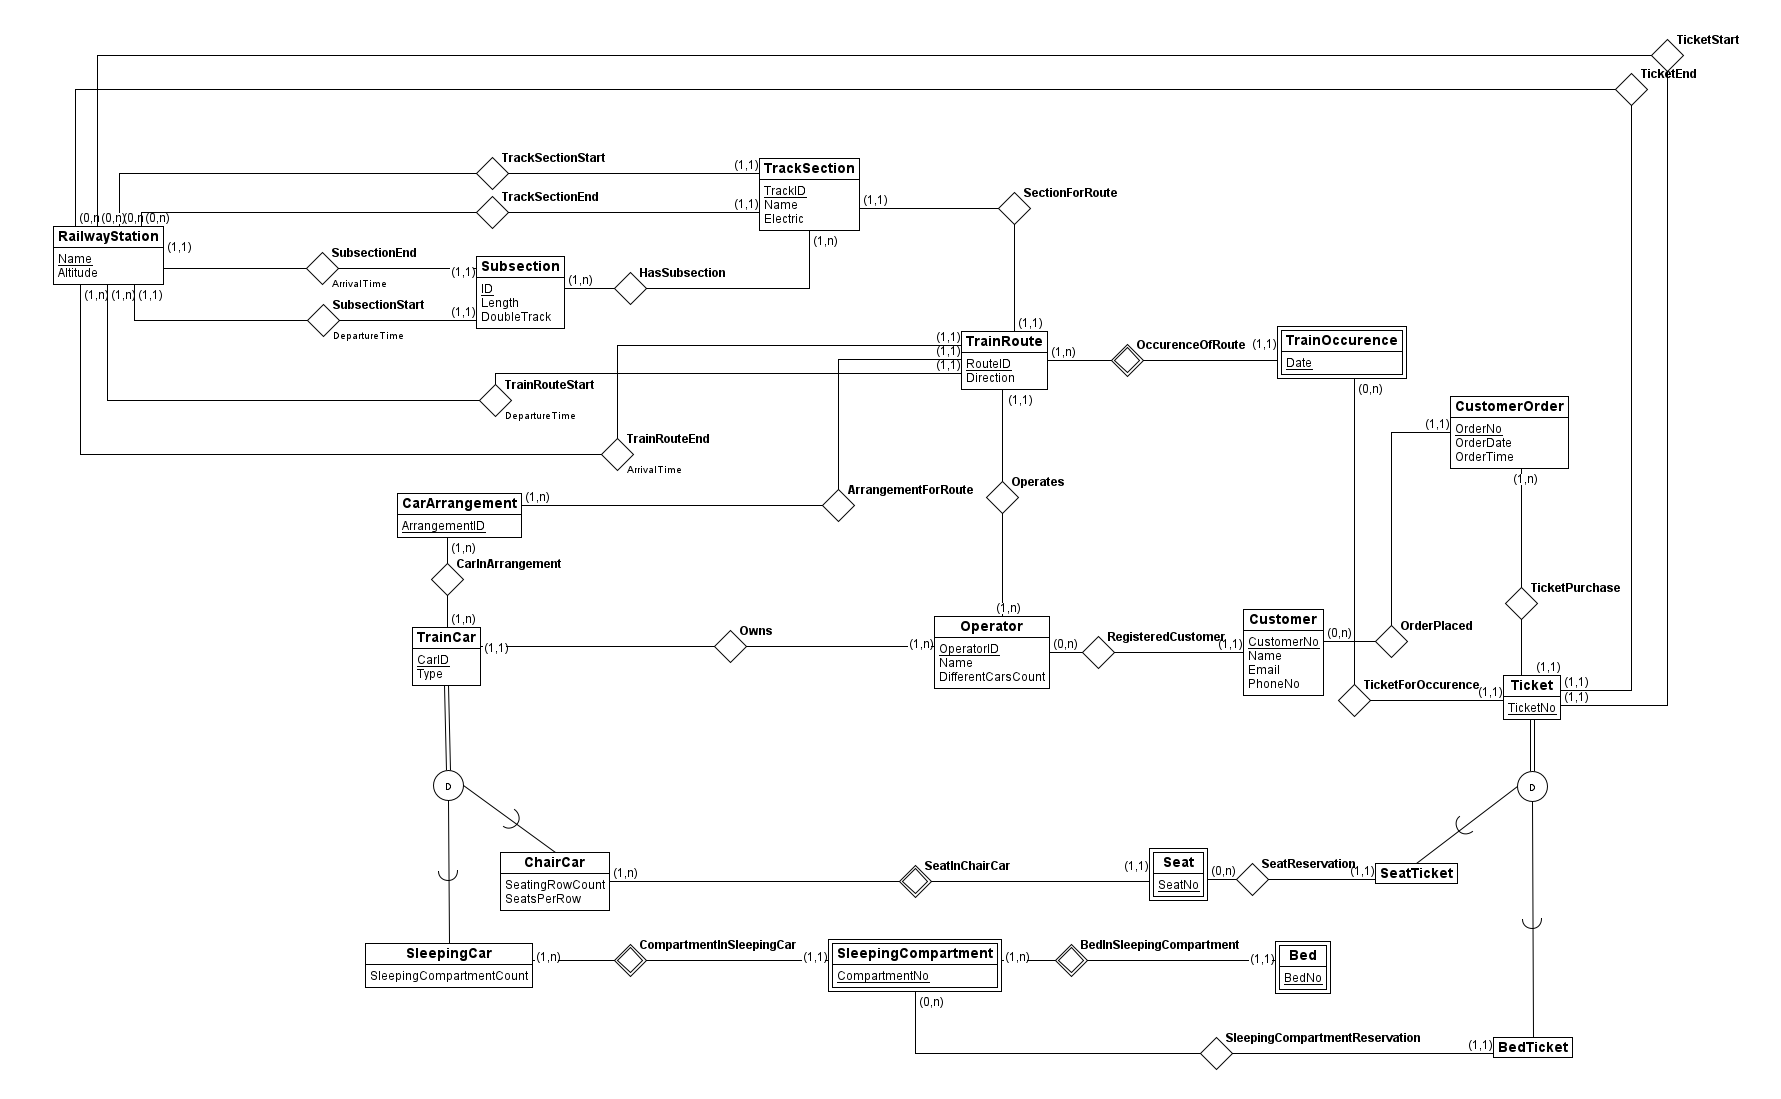 TicketStart
TicketEnd
TrackSectionStart
(1,1)
TrackSection
TrackID
Name
Electric
TrackSectionEnd
(1,1)
(1,1)
SectionForRoute
(0,n)
(0,n)
(0,n)
(0,n)
RailwayStation
Name
Altitude
(1,1)
(1,n)
SubsectionEnd
ArrivalTime
(1,1)
Subsection
ID
Length
DoubleTrack
(1,n)
HasSubsection
(1,n)
(1,n)
(1,1)
SubsectionStart
DepartureTime
(1,1)
(1,1)
(1,1)
(1,1)
(1,1)
TrainRoute
RouteID
Direction
(1,n)
OccurenceOfRoute
(1,1)
TrainOccurence
Date
(0,n)
TrainRouteStart
DepartureTime
(1,1)
CustomerOrder
OrderNo
OrderDate
OrderTime
(1,1)
(1,n)
TrainRouteEnd
ArrivalTime
CarArrangement
ArrangementID
(1,n)
ArrangementForRoute
Operates
(1,n)
CarInArrangement
(1,n)
TicketPurchase
TrainCar
CarID
Type
(1,1)
Owns
(1,n)
(1,n)
Operator
OperatorID
Name
DifferentCarsCount
(0,n)
RegisteredCustomer
(1,1)
Customer
CustomerNo
Name
Email
PhoneNo
(0,n)
OrderPlaced
TicketForOccurence
(1,1)
(1,1)
Ticket
TicketNo
(1,1)
(1,1)
D
D
ChairCar
SeatingRowCount
SeatsPerRow
(1,n)
SeatInChairCar
(1,1)
Seat
SeatNo
(0,n)
SeatReservation
(1,1)
SeatTicket
SleepingCar
SleepingCompartmentCount
(1,n)
CompartmentInSleepingCar
(1,1)
SleepingCompartment
CompartmentNo
(1,n)
BedInSleepingCompartment
(1,1)
Bed
BedNo
(0,n)
SleepingCompartmentReservation
(1,1)
BedTicket